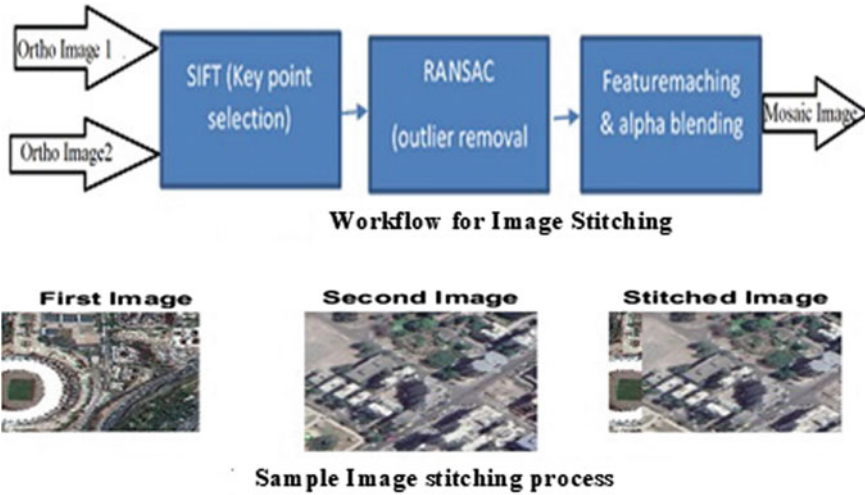 Ortho Image 1
Ortho Image2
SIFT (Key point
selection)
RANSAC
(outlier removal
Featuremaching
& alpha blending
Mosaic Image
Workflow for Image Stitching
First Image
Second Image
Stitched Image
Sample Image stitching process